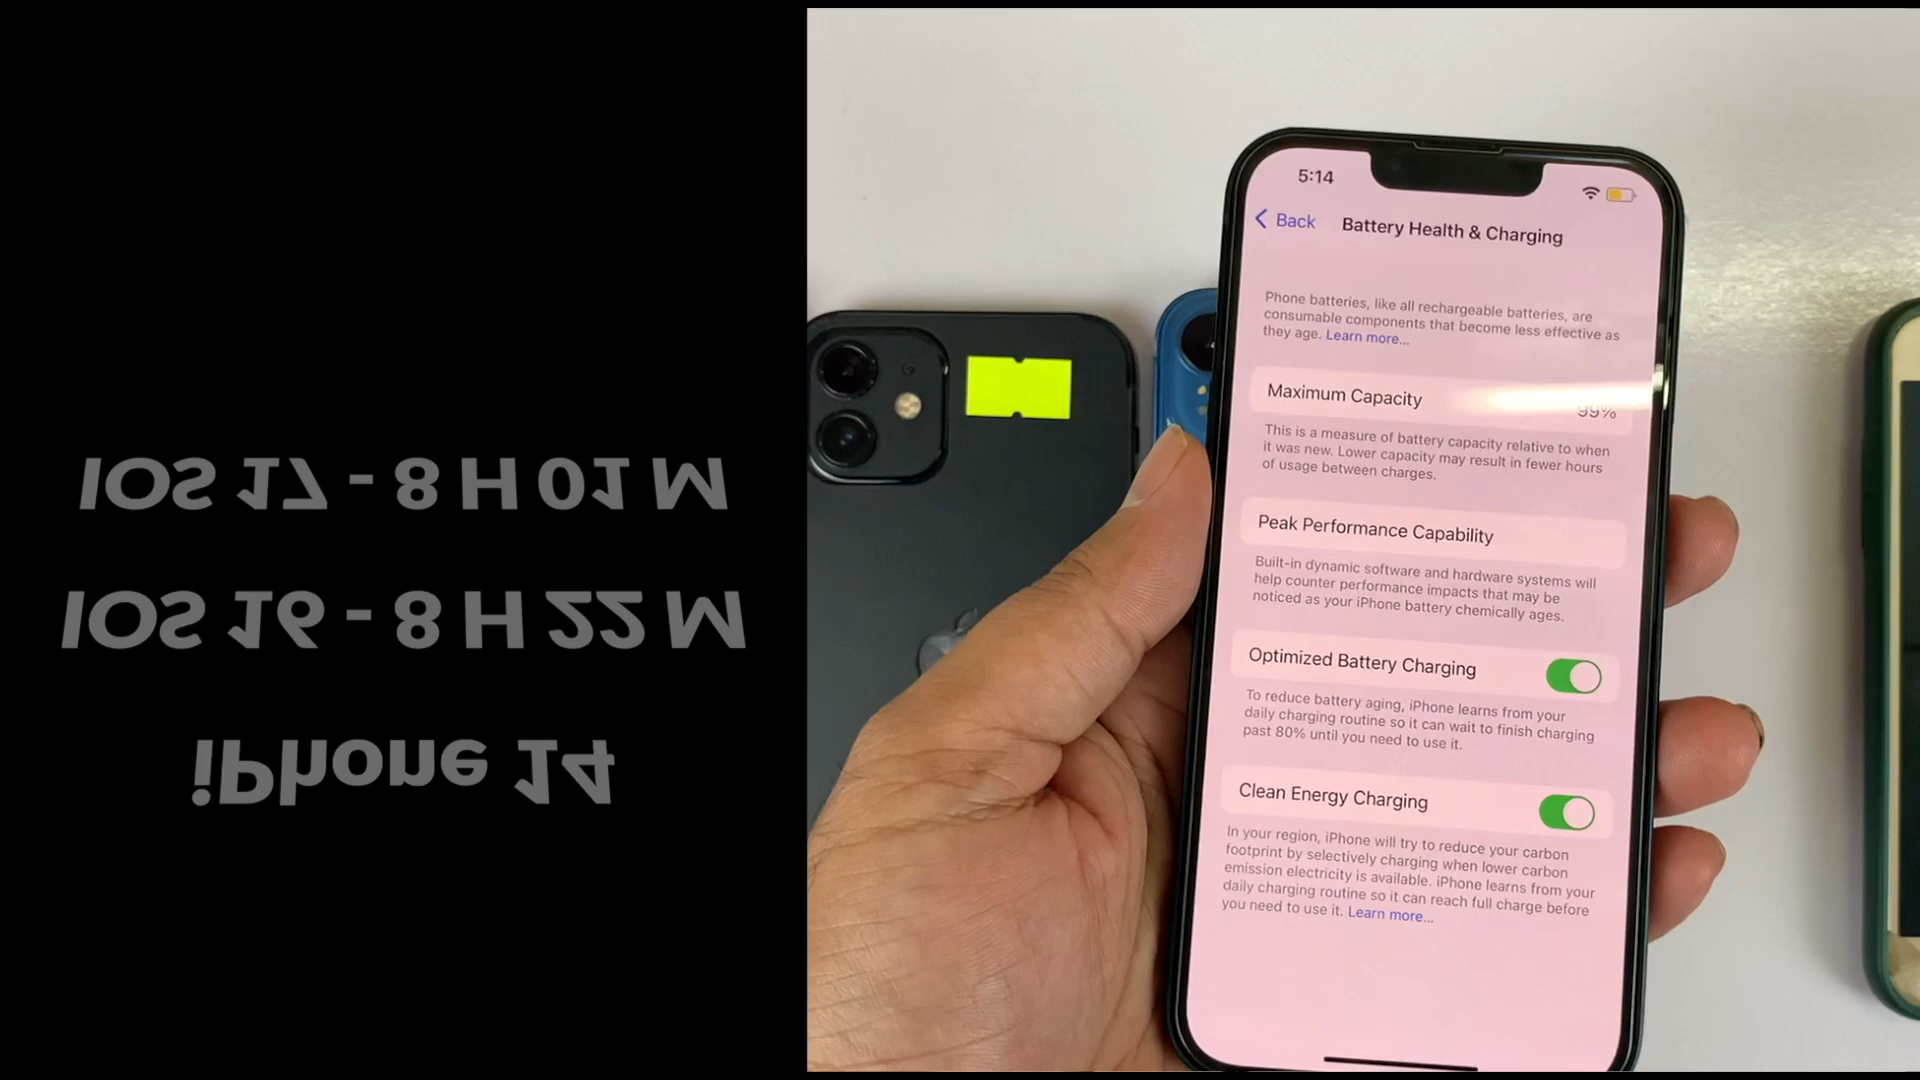 iPhone 14
IOS 16 - 8 H 22 M
IOS 17 - 8 H 01 M
5:14
Back
Battery Health & Charging
Phone batteries, like all rechargeable batteries, are
consumable components that become less effective as
they age. Learn more...
Maximum Capacity
99%
This is a measure of battery capacity relative to when
it was new. Lower capacity may result in fewer hours
of usage between charges.
Peak Performance Capability
Built-in dynamic software and hardware systems will
help counter performance impacts that may be
noticed as your iPhone battery chemically ages.
Optimized Battery Charging
To reduce battery aging, iPhone learns from your
daily charging routine so it can wait to finish charging
past 80% until you need to use it.
Clean Energy Charging
In your region, iPhone will try to reduce your carbon
footprint by selectively charging when lower carbon
emission electricity is available. iPhone learns from your
daily charging routine so it can reach full charge before
you need to use it. Learn more...